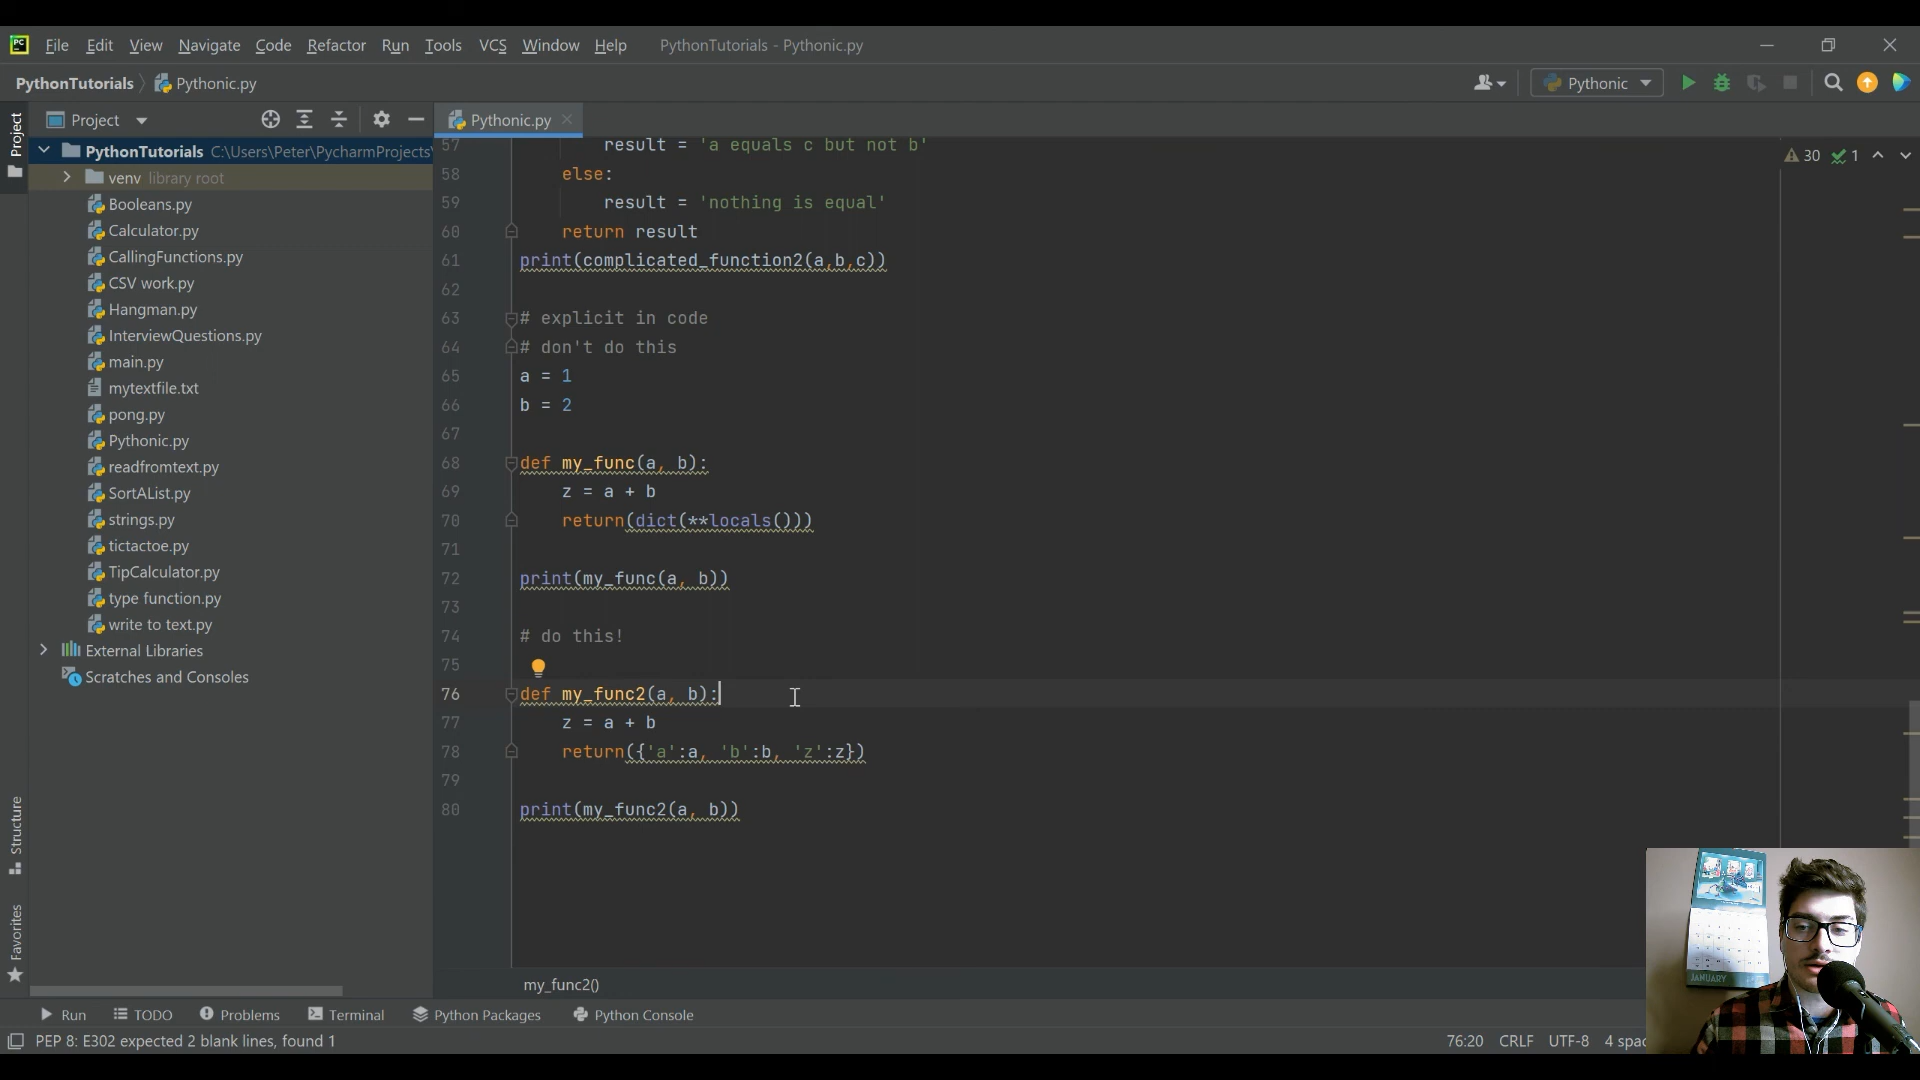 PC File Edit View Navigate Code Refactor Run Tools VCS Window Help PythonTutorials - Pythonic.py
PythonTutorials Pythonic.py Pythonic
Project
Project
Pythonic.py
PythonTutorials C:\Users\Peter\PycharmProjects\
venv library root
Booleans.py
Calculator.py
CallingFunctions.py
CSV work.py
Hangman.py
InterviewQuestions.py
main.py
mytextfile.txt
pong.py
Pythonic.py
readfromtext.py
SortAList.py
strings.py
tictactoe.py
TipCalculator.py
type function.py
write to text.py
External Libraries
Scratches and Consoles
30 1
57 result = 'a equals c but not b'
58 else:
59 result = 'nothing is equal'
60 return result
61 print(complicated_function2(a,b,c))
62
63 # explicit in code
64 # don't do this
65 a = 1
66 b = 2
67
68 def my_func(a, b):
69 z = a + b
70 return(dict(**locals()))
71
72 print(my_func(a, b))
73
74 # do this!
75
76 def my_func2(a, b):
77 z = a + b
78 return({'a':a, 'b':b, 'z':z})
79
80 print(my_func2(a, b))
my_func2()
Structure
Favorites
Run TODO Problems Terminal Python Packages Python Console
PEP 8: E302 expected 2 blank lines, found 1
76:20 CRLF UTF-8 4 spac
JANUARY